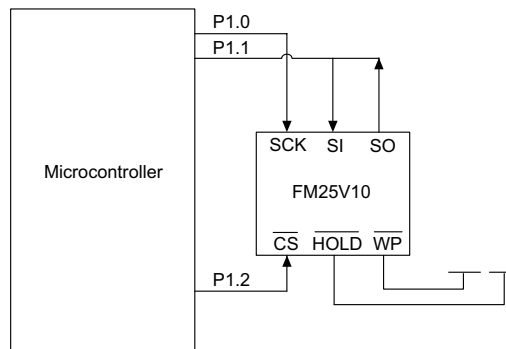 P1.0
P1.1
SCK SI SO
Microcontroller
FM25V10
CS HOLD WP
P1.2